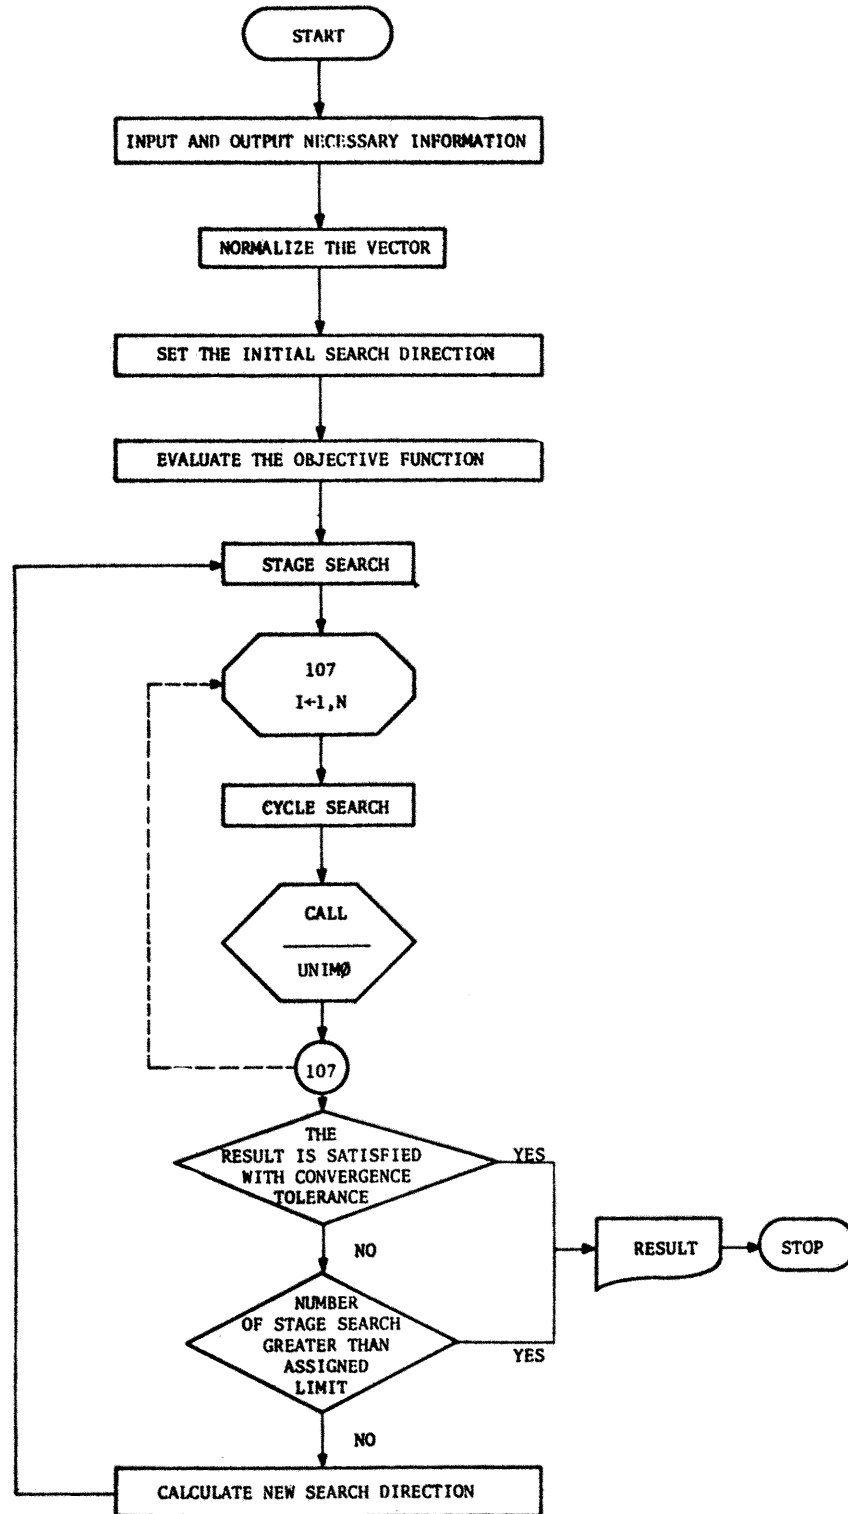 START
INPUT AND OUTPUT NECESSARY INFORMATION
NORMALIZE THE VECTOR
SET THE INITIAL SEARCH DIRECTION
EVALUATE THE OBJECTIVE FUNCTION
STAGE SEARCH
107
I←1,N
CYCLE SEARCH
CALL
UNIMØ
107
THE
RESULT IS SATISFIED
WITH CONVERGENCE
TOLERANCE
YES
NO
RESULT
STOP
NUMBER
OF STAGE SEARCH
GREATER THAN
ASSIGNED
LIMIT
YES
NO
CALCULATE NEW SEARCH DIRECTION